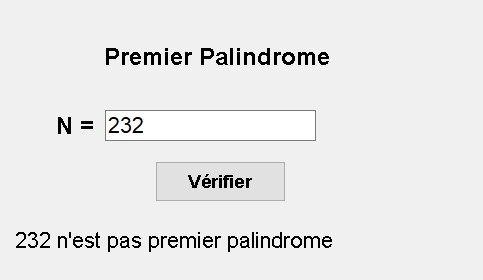 Premier Palindrome
N = 232
Vérifier
232 n'est pas premier palindrome